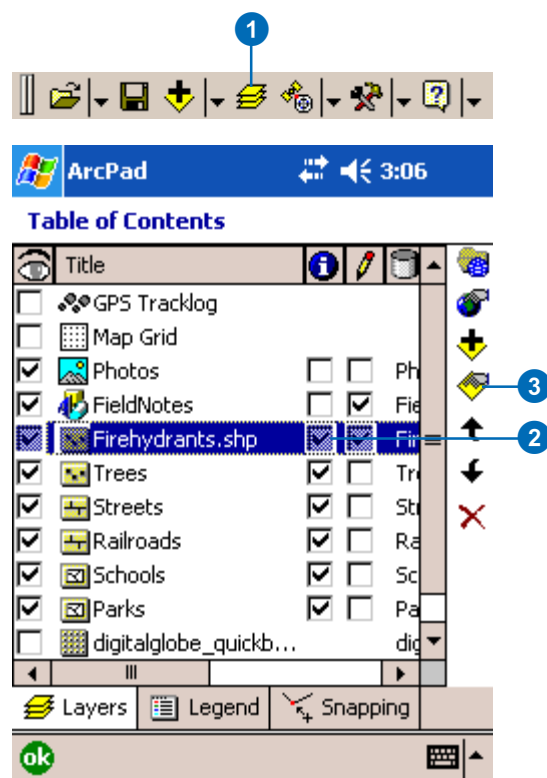 1
ArcPad 3:06
Table of Contents
Title
GPS Tracklog
Map Grid
Photos Ph
FieldNotes Fie
3
Firehydrants.shp Fir
2
Trees Tre
Streets Str
Railroads Ra
Schools Sc
Parks Pa
digitalglobe_quickb... dig
Layers Legend Snapping
ok